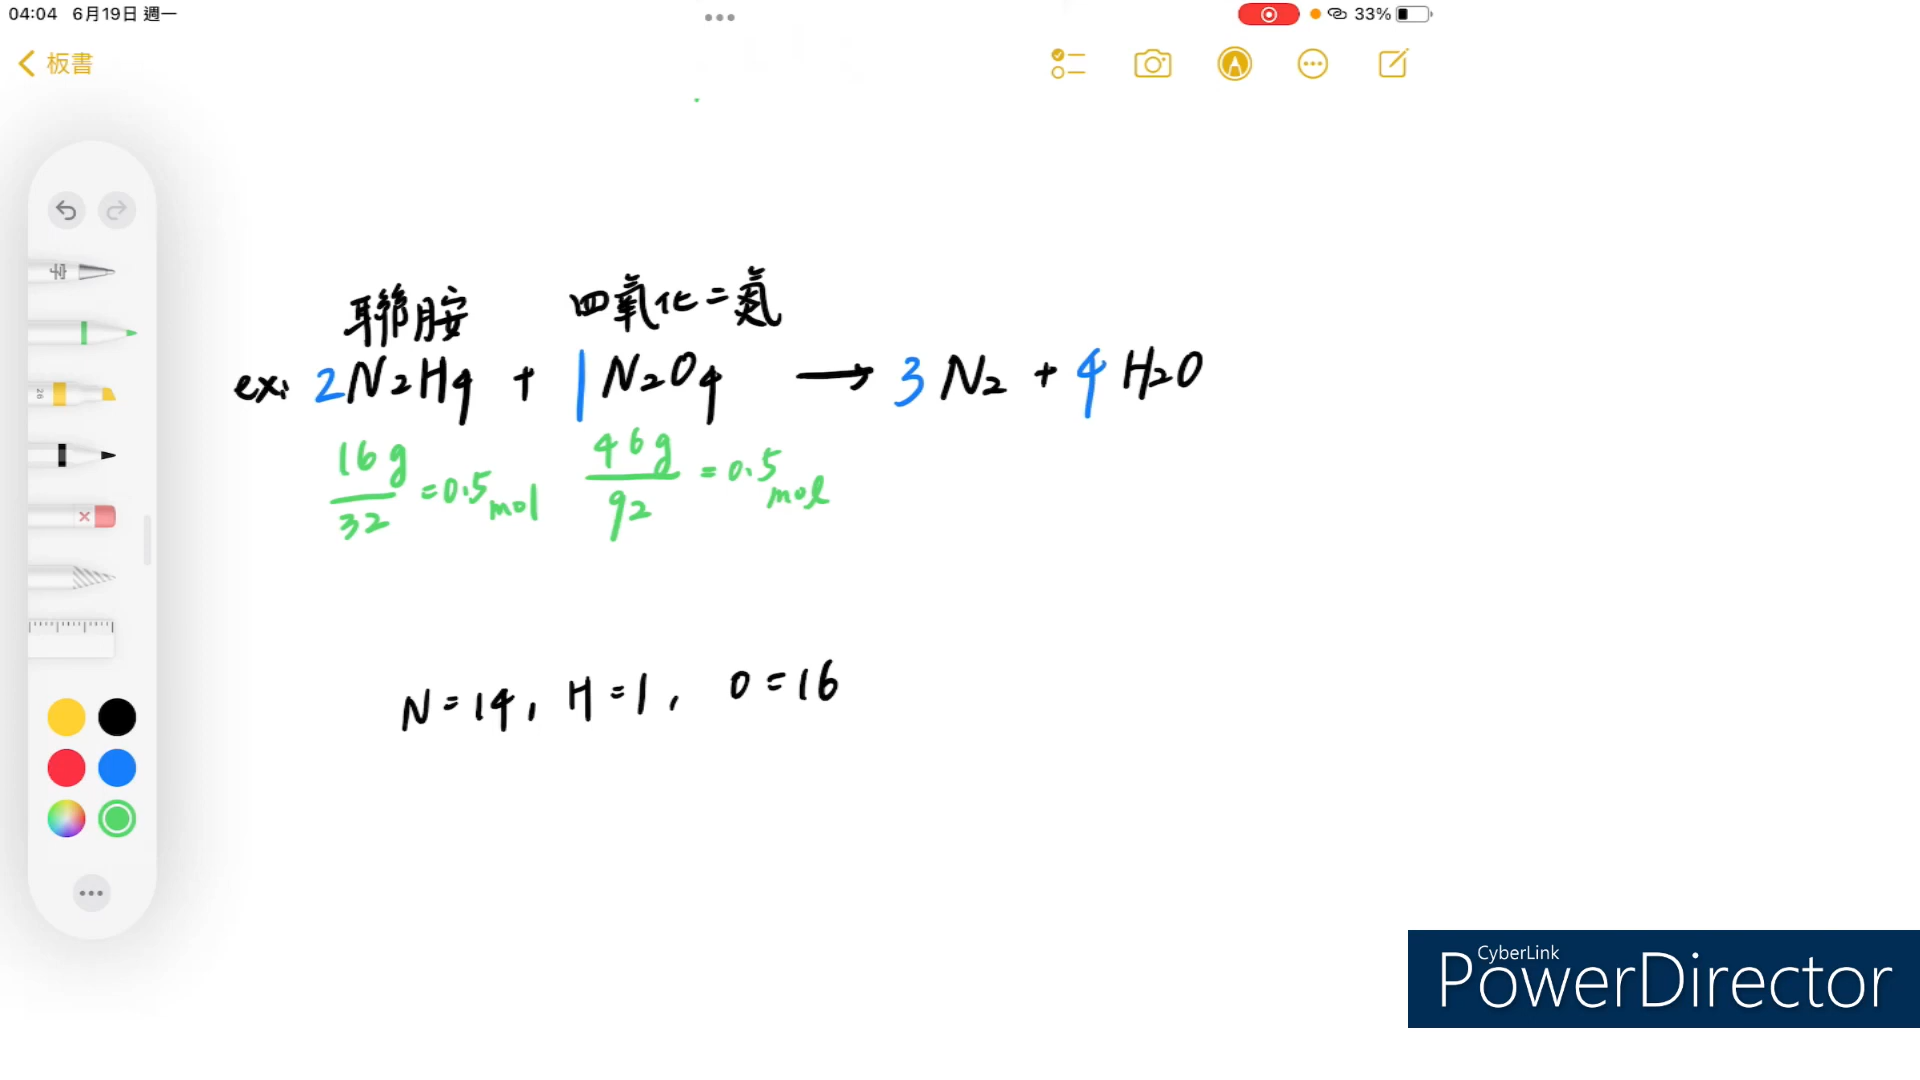 04:04 6月19日 週一
33%
板書
聯胺 四氧化二氮
ex: 2N2H4 + 1N2O4 → 3N2 + 4H2O
16g/32 = 0.5 mol 46g/92 = 0.5 mol
N = 14, H = 1, O = 16
CyberLink
PowerDirector